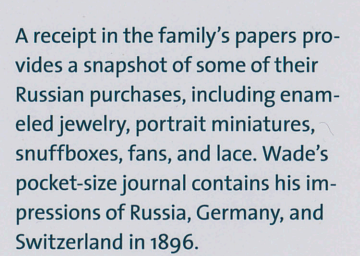 A receipt in the family’s papers pro-
vides a snapshot of some of their
Russian purchases, including enam-
eled jewelry, portrait miniatures,
snuffboxes, fans, and lace. Wade’s
pocket-size journal contains his im-
pressions of Russia, Germany, and
Switzerland in 1896.